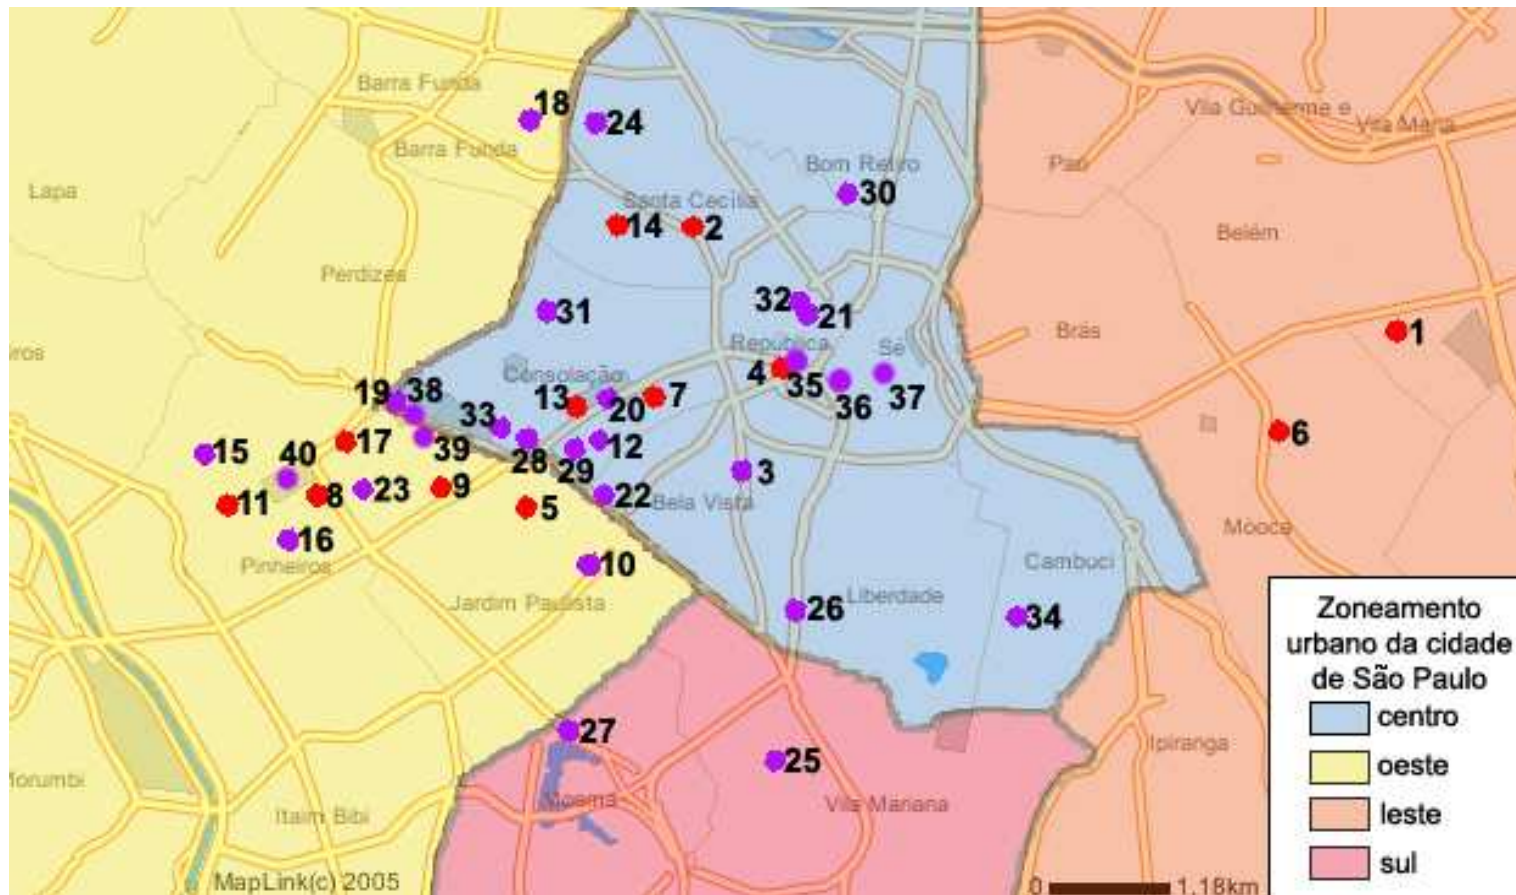 Barra Funda
18
24
Barra Funda
Vila Guilherme e
Vila Maria
Bom Retiro
Pari
Lapa
Santa Cecília
30
14
2
Belém
Perdizes
31
32
21
Brás
1
República
Sé
Consolação
4
35
36
37
19
38
13
20
7
33
17
39
28
29
12
6
15
40
3
11
8
23
9
5
22
Bela Vista
Mooca
16
Pinheiros
10
Cambuci
Jardim Paulista
26
Liberdade
34
27
25
Ipiranga
Morumbi
Itaim Bibi
Moema
Vila Mariana
MapLink(c) 2005
0
1.18km
Zoneamento
urbano da cidade
de São Paulo
centro
oeste
leste
sul